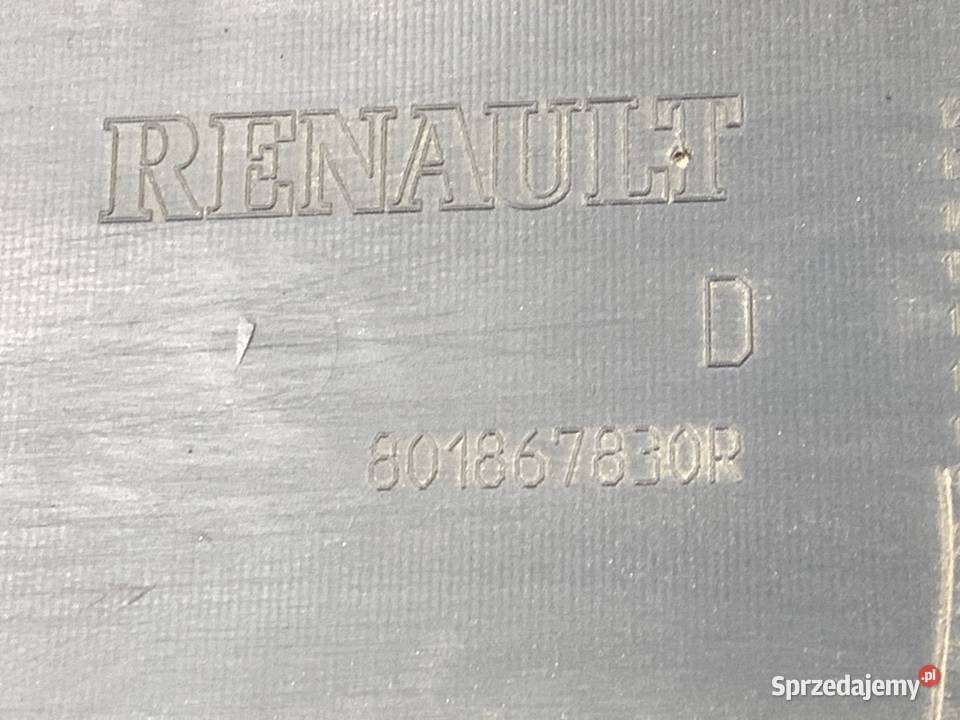 RENAULT
D
801867830R
Sprzedajemy.pl